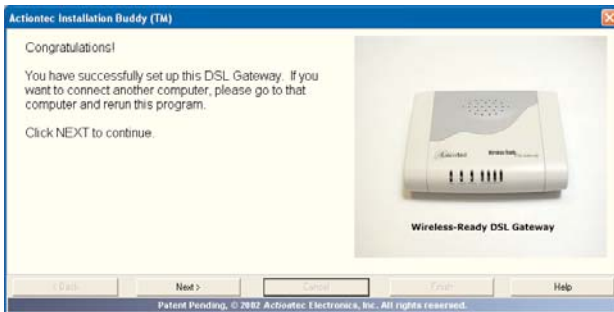 Actiontec Installation Buddy (TM)
Congratulations!
You have successfully set up this DSL Gateway. If you
want to connect another computer, please go to that
computer and rerun this program.
Click NEXT to continue.
Actiontec
Wireless-Ready DSL Gateway
< Back
Next >
Cancel
Finish
Help
Patent Pending, © 2002 Actiontec Electronics, Inc. All rights reserved.